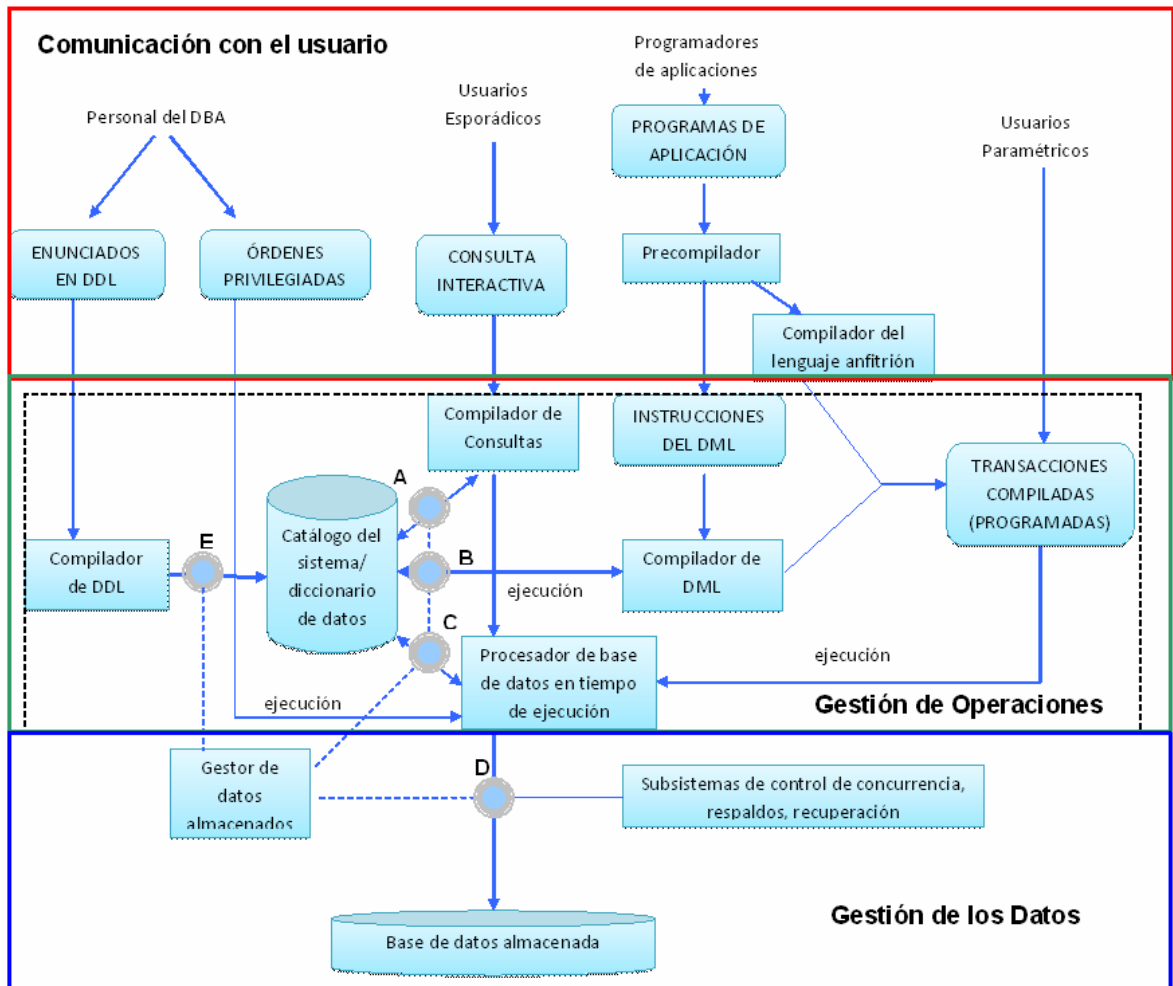 Comunicación con el usuario
Programadores
de aplicaciones
Usuarios
Esporádicos
Personal del DBA
PROGRAMAS DE
APLICACIÓN
Usuarios
Paramétricos
ENUNCIADOS
EN DDL
ÓRDENES
PRIVILEGIADAS
CONSULTA
INTERACTIVA
Precompilador
Compilador del
lenguaje anfitrión
Compilador de
Consultas
INSTRUCCIONES
DEL DML
TRANSACCIONES
COMPILADAS
(PROGRAMADAS)
A
Catálogo del
sistema/
diccionario
de datos
E
B
Compilador
de DDL
ejecución
Compilador de
DML
C
Procesador de base
de datos en tiempo
de ejecución
ejecución
ejecución
Gestión de Operaciones
Gestor de
datos
almacenados
D
Subsistemas de control de concurrencia,
respaldos, recuperación
Gestión de los Datos
Base de datos almacenada